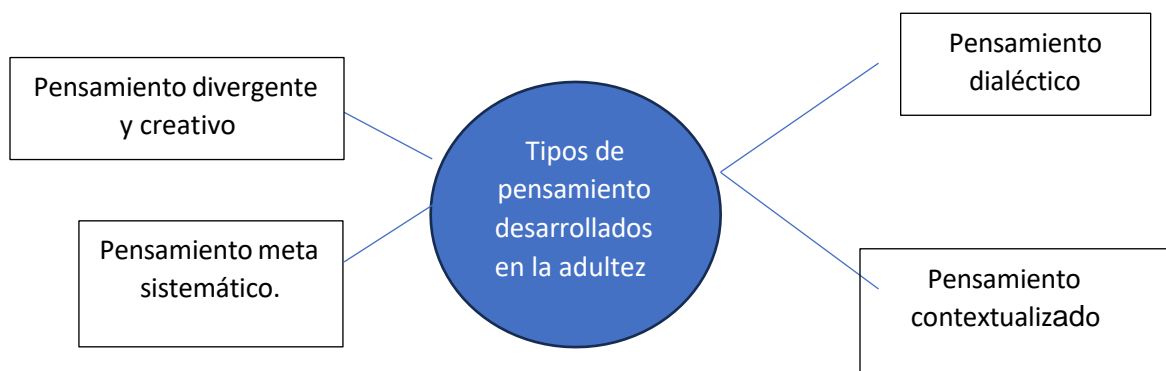 Pensamiento divergente
y creativo
Pensamiento meta
sistemático.
Tipos de
pensamiento
desarrollados
en la adultez
Pensamiento
dialéctico
Pensamiento
contextualizado